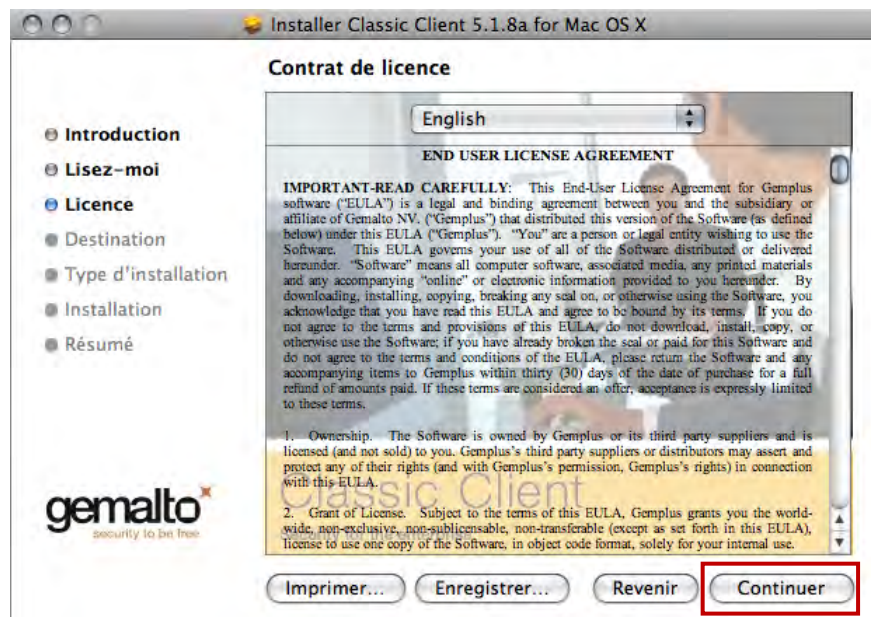 Installer Classic Client 5.1.8a for Mac OS X
Contrat de licence
Introduction
Lisez-moi
Licence
Destination
Type d'installation
Installation
Résumé
English
END USER LICENSE AGREEMENT
IMPORTANT-READ CAREFULLY: This End-User License Agreement for Gemplus
software ("EULA") is a legal and binding agreement between you and the subsidiary or
affiliate of Gemalto NV. ("Gemplus") that distributed this version of the Software (as defined
below) under this EULA ("Gemplus"). "You" are a person or legal entity wishing to use the
Software. This EULA governs your use of all of the Software distributed or delivered
hereunder. "Software" means all computer software, associated media, any printed materials
and any accompanying "online" or electronic information provided to you hereunder. By
downloading, installing, copying, breaking any seal on, or otherwise using the Software, you
acknowledge that you have read this EULA and agree to be bound by its terms. If you do
not agree to the terms and provisions of this EULA, do not download, install, copy, or
otherwise use the Software; if you have already broken the seal or paid for this Software and
do not agree to the terms and conditions of the EULA, please return the Software and any
accompanying items to Gemplus within thirty (30) days of the date of purchase for a full
refund of amounts paid. If these terms are considered an offer, acceptance is expressly limited
to these terms.
1. Ownership. The Software is owned by Gemplus or its third party suppliers and is
licensed (and not sold) to you. Gemplus's third party suppliers or distributors may assert and
protect any of their rights (and with Gemplus's permission, Gemplus's rights) in connection
with this EULA.
Classic Client
2. Grant of License. Subject to the terms of this EULA, Gemplus grants you the world-
wide, non-exclusive, non-sublicensable, non-transferable (except as set forth in this EULA),
Security for the enterprise
license to use one copy of the Software, in object code format, solely for your internal use.
gemalto
security to be free
Imprimer...
Enregistrer...
Revenir
Continuer